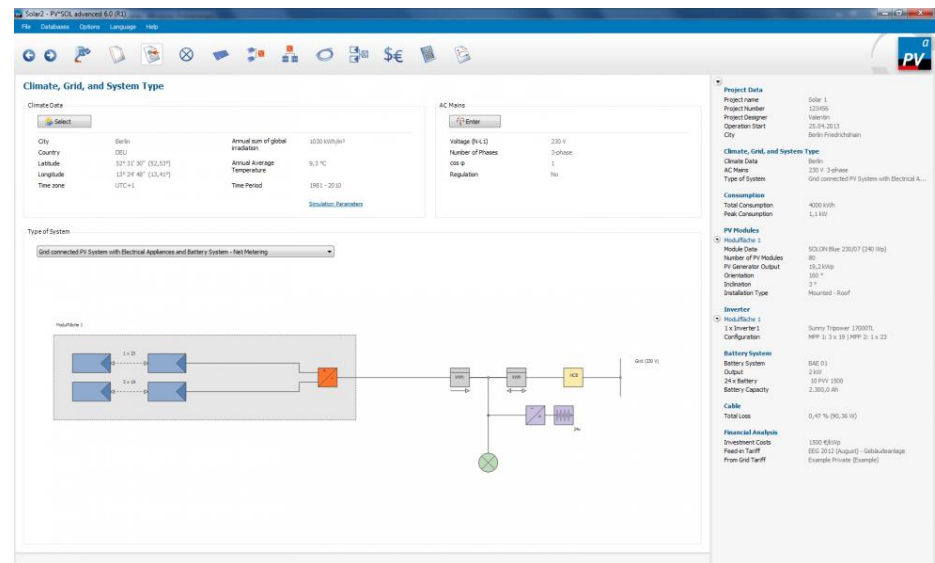 Solar2 - PV*SOL advanced 6.0 (R1)
File Databases Options Language Help
$€
a
PV
Climate, Grid, and System Type
Climate Data
Select
City Berlin
Country DEU
Latitude 52° 31' 30" (52,53°)
Longitude 13° 24' 46" (13,41°)
Time zone UTC+1
Annual sum of global irradiation 1030 kWh/m²
Annual Average Temperature 9,3 °C
Time Period 1981 - 2010
Simulation Parameters
AC Mains
Enter
Voltage (N-L1) 230 V
Number of Phases 3-phase
cos φ 1
Regulation No
Type of System
Grid connected PV System with Electrical Appliances and Battery System - Net Metering
Modulfläche 1
1 x 23
3 x 19
HCB
Grid (230 V)
Project Data
Project name Solar 1
Project Number 123456
Project Designer Valentin
Operation Start 25.04.2013
City Berlin Friedrichshain
Climate, Grid, and System Type
Climate Data Berlin
AC Mains 230 V 3-phase
Type of System Grid connected PV System with Electrical A...
Consumption
Total Consumption 4000 kWh
Peak Consumption 1,1 kW
PV Modules
Modulfläche 1
Module Data SOLON Blue 230/07 (240 Wp)
Number of PV Modules 80
PV Generator Output 19,2 kWp
Orientation 180 °
Inclination 3 °
Installation Type Mounted - Roof
Inverter
Modulfläche 1
1 x Inverter1 Sunny Tripower 17000TL
Configuration MPP 1: 3 x 19 | MPP 2: 1 x 23
Battery System
Battery System BAE 01
Output 2 kW
24 x Battery 10 PVV 1500
Battery Capacity 2.300,0 Ah
Cable
Total Loss 0,47 % (90,36 W)
Financial Analysis
Investment Costs 1500 €/kWp
Feed-in Tariff EEG 2012 (August) - Gebäudeanlage
From Grid Tariff Example Private (Example)